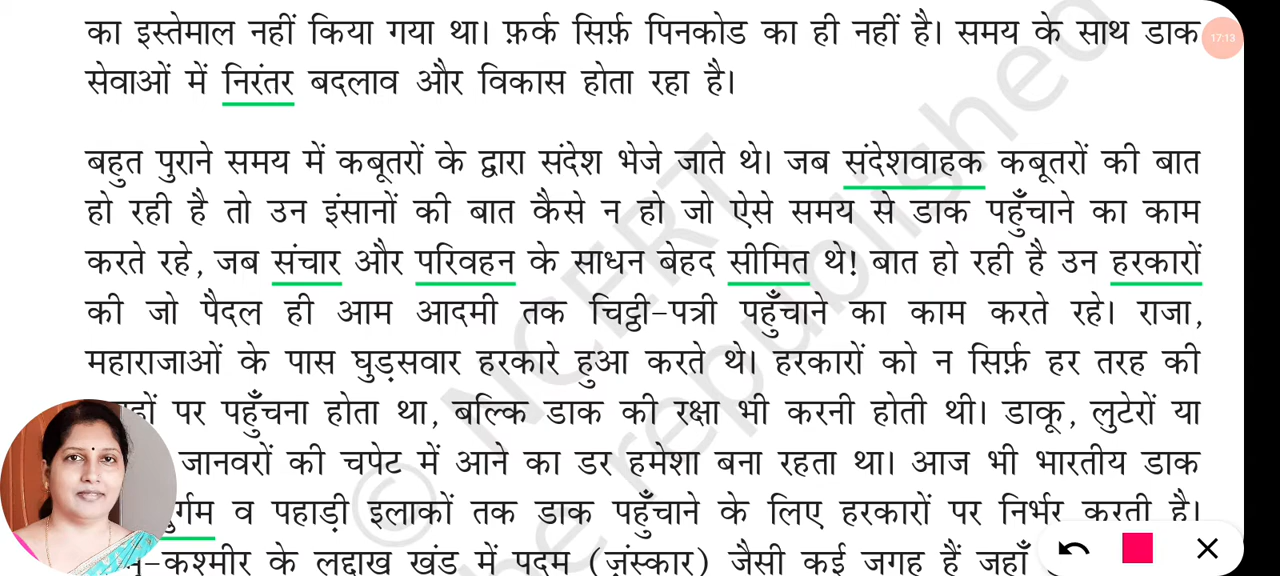 का इस्तेमाल नहीं किया गया था। फ़र्क सिर्फ़ पिनकोड का ही नहीं है। समय के साथ डाक
17:13
सेवाओं में निरंतर बदलाव और विकास होता रहा है।
बहुत पुराने समय में कबूतरों के द्वारा संदेश भेजे जाते थे। जब संदेशवाहक कबूतरों की बात
हो रही है तो उन इंसानों की बात कैसे न हो जो ऐसे समय से डाक पहुँचाने का काम
करते रहे, जब संचार और परिवहन के साधन बेहद सीमित थे! बात हो रही है उन हरकारों
की जो पैदल ही आम आदमी तक चिट्ठी-पत्री पहुँचाने का काम करते रहे। राजा,
महाराजाओं के पास घुड़सवार हरकारे हुआ करते थे। हरकारों को न सिर्फ़ हर तरह की
पर पहुँचना होता था, बल्कि डाक की रक्षा भी करनी होती थी। डाकू, लुटेरों या
जानवरों की चपेट में आने का डर हमेशा बना रहता था। आज भी भारतीय डाक
व पहाड़ी इलाकों तक डाक पहुँचाने के लिए हरकारों पर निर्भर करती है।
कश्मीर के लद्दाख खंड में पदम (ज़ंस्कार) जैसी कई जगह हैं जहाँ
© NCERT
republished